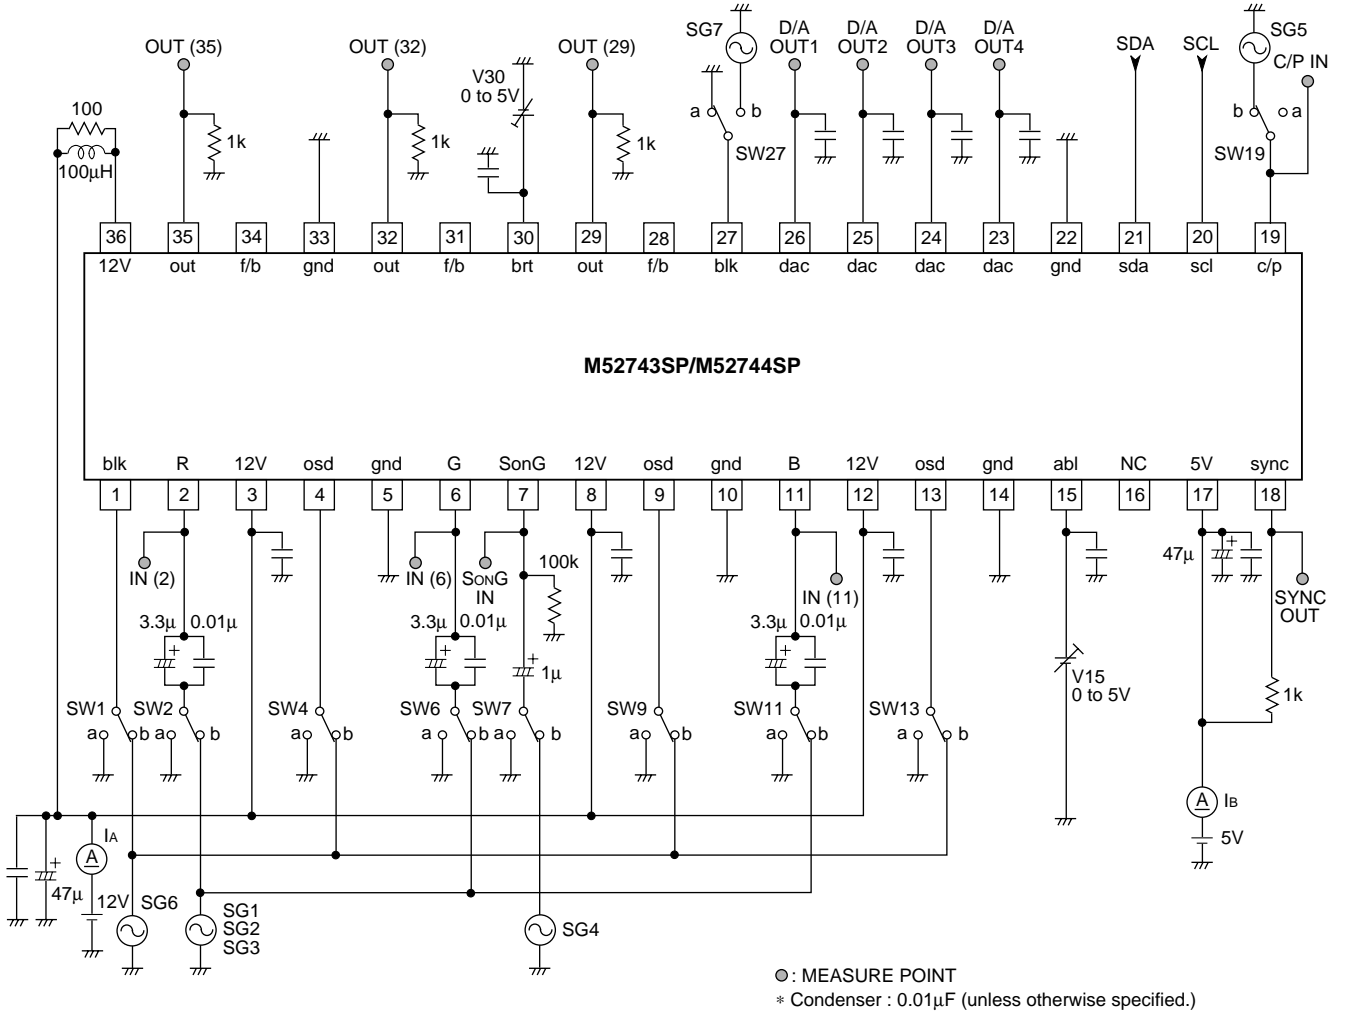 SG7 D/A OUT1 D/A OUT2 D/A OUT3 D/A OUT4 SG5
OUT (35) OUT (32) OUT (29) SDA SCL C/P IN
V30
0 to 5V
100 a b b a
1k 1k 1k SW27 SW19
100μH
36 35 34 33 32 31 30 29 28 27 26 25 24 23 22 21 20 19
12V out f/b gnd out f/b brt out f/b blk dac dac dac dac gnd sda scl c/p
M52743SP/M52744SP
blk R 12V osd gnd G SonG 12V osd gnd B 12V osd gnd abl NC 5V sync
1 2 3 4 5 6 7 8 9 10 11 12 13 14 15 16 17 18
47μ +
100k
IN (2) IN (6) SONG IN IN (11) SYNC OUT
3.3μ 0.01μ 3.3μ 0.01μ 3.3μ 0.01μ
+ + + +
1μ V15
0 to 5V
1k
SW1 SW2 SW4 SW6 SW7 SW9 SW11 SW13
a b a b a b a b a b a b a b a b
A IB
IA
5V
A
+
47μ 12V SG6 SG1
SG2
SG3
SG4
: MEASURE POINT
* Condenser : 0.01μF (unless otherwise specified.)